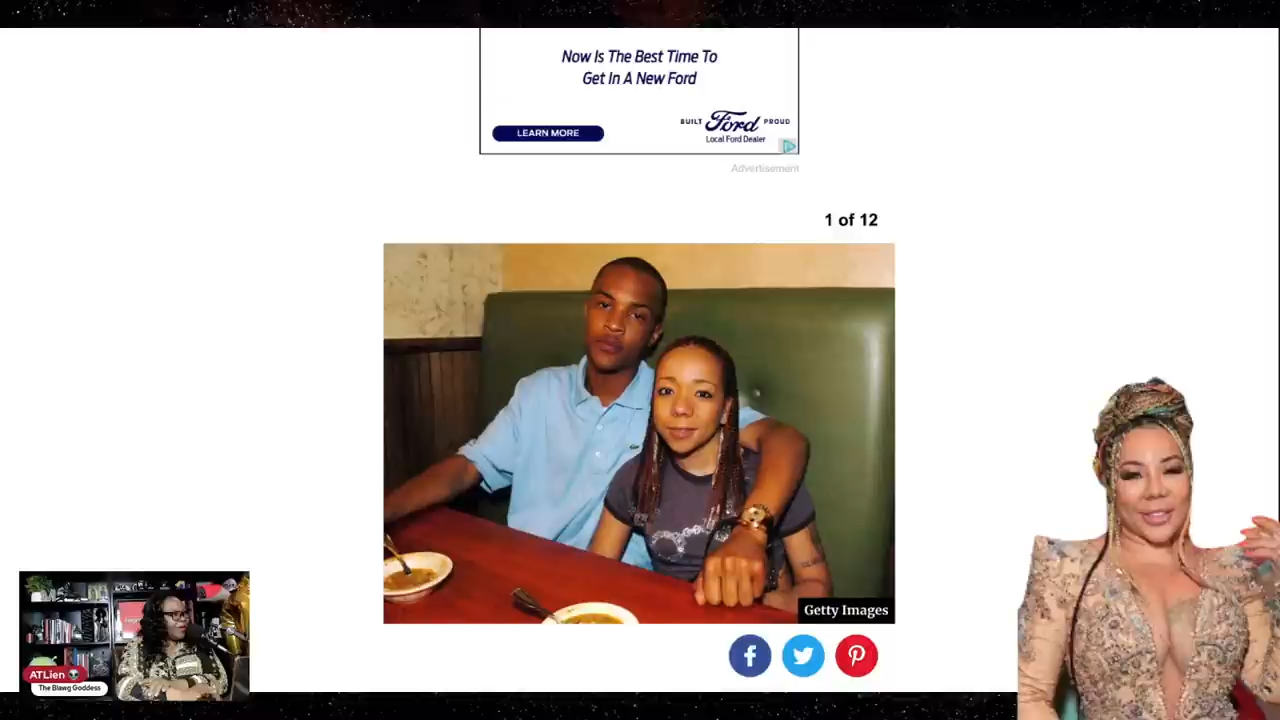 Now Is The Best Time To
Get In A New Ford
LEARN MORE
BUILT Ford PROUD
Local Ford Dealer
Advertisement
1 of 12
Getty Images
ATLien
The Blawg Goddess